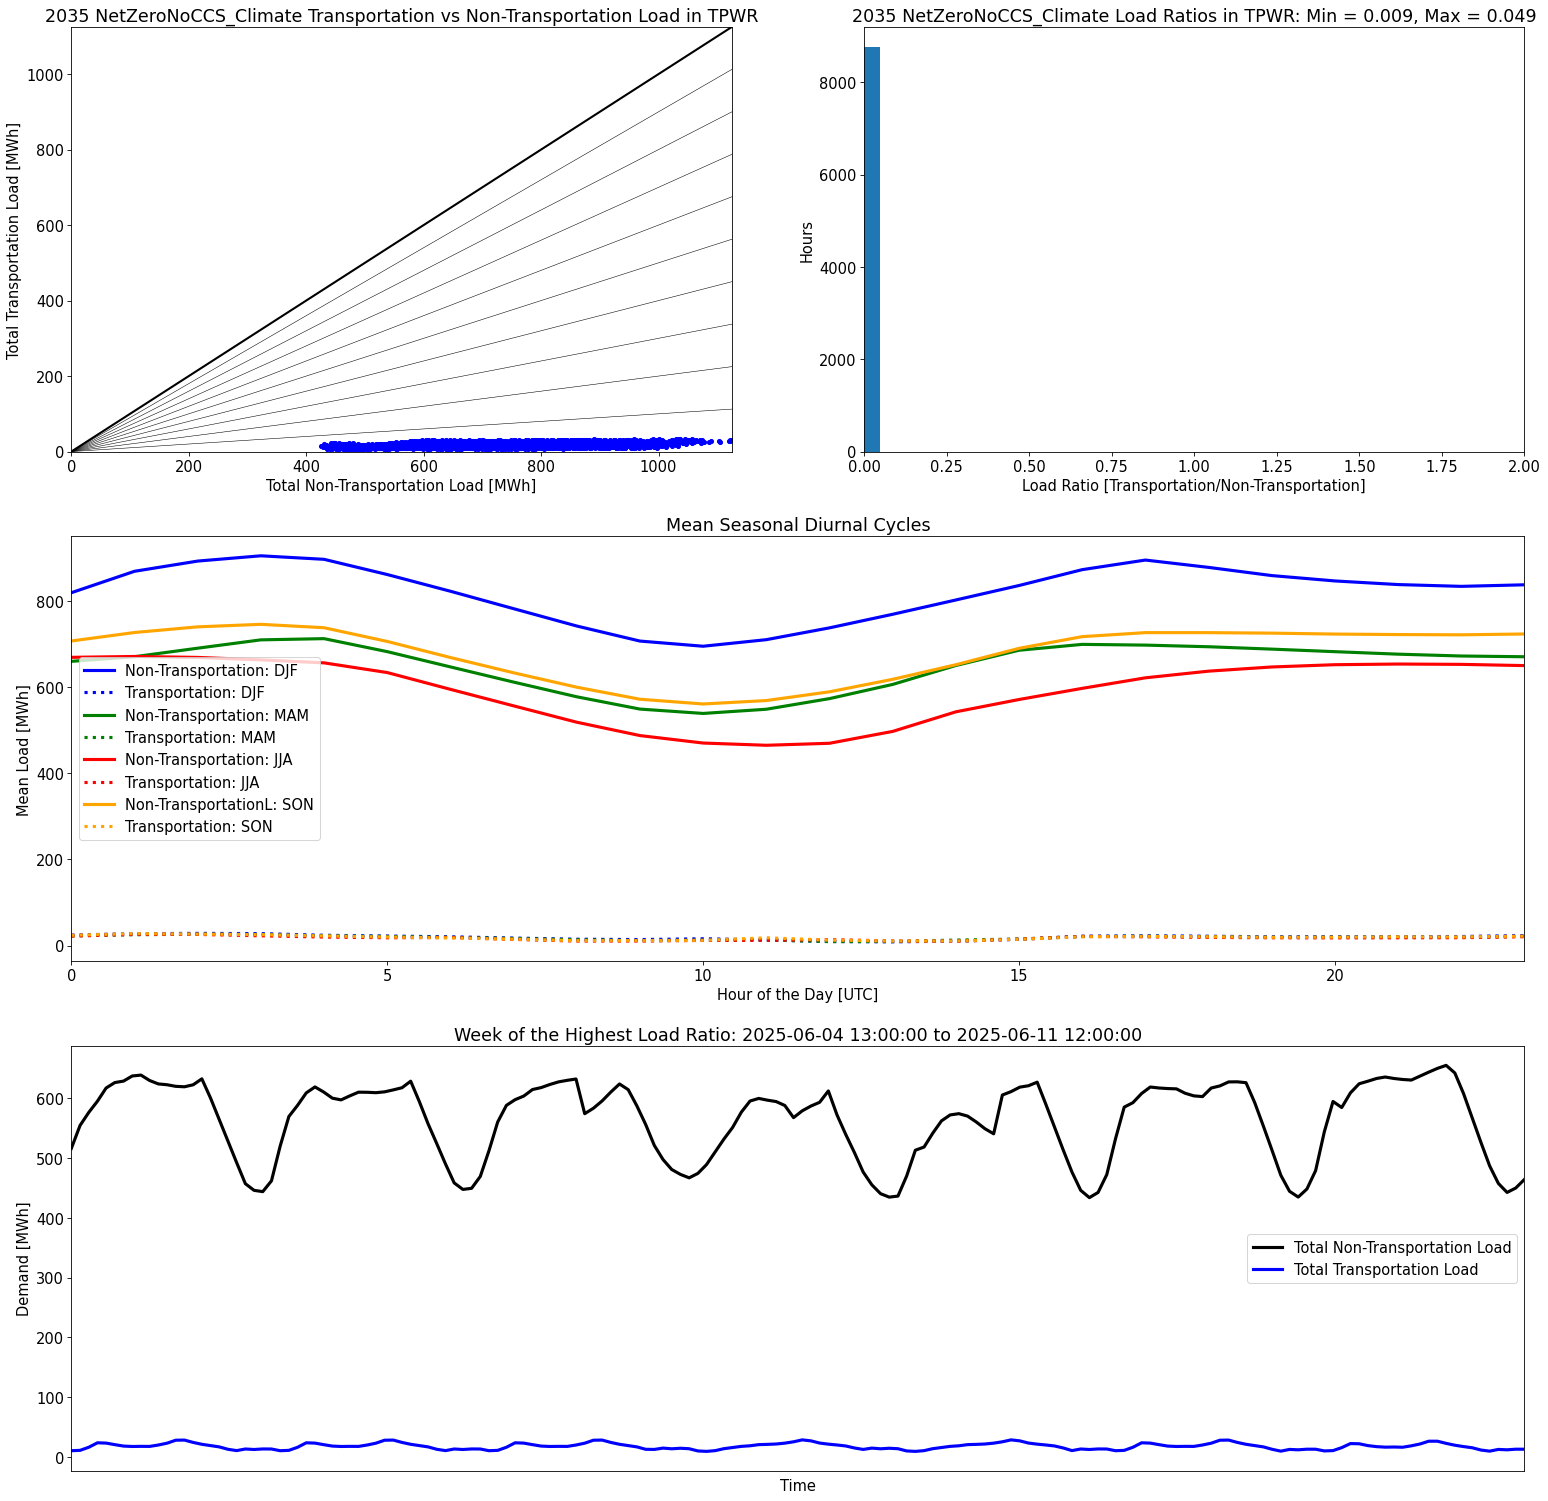 2035 NetZeroNoCCS_Climate Transportation vs Non-Transportation Load in TPWR
Total Transportation Load [MWh]
1000
800
600
400
200
0
0 200 400 600 800 1000
Total Non-Transportation Load [MWh]
2035 NetZeroNoCCS_Climate Load Ratios in TPWR: Min = 0.009, Max = 0.049
Hours
8000
6000
4000
2000
0
0.00 0.25 0.50 0.75 1.00 1.25 1.50 1.75 2.00
Load Ratio [Transportation/Non-Transportation]
Mean Seasonal Diurnal Cycles
Mean Load [MWh]
800
600
400
200
0
Non-Transportation: DJF
Transportation: DJF
Non-Transportation: MAM
Transportation: MAM
Non-Transportation: JJA
Transportation: JJA
Non-TransportationL: SON
Transportation: SON
0 5 10 15 20
Hour of the Day [UTC]
Week of the Highest Load Ratio: 2025-06-04 13:00:00 to 2025-06-11 12:00:00
Demand [MWh]
600
500
400
300
200
100
0
Total Non-Transportation Load
Total Transportation Load
Time